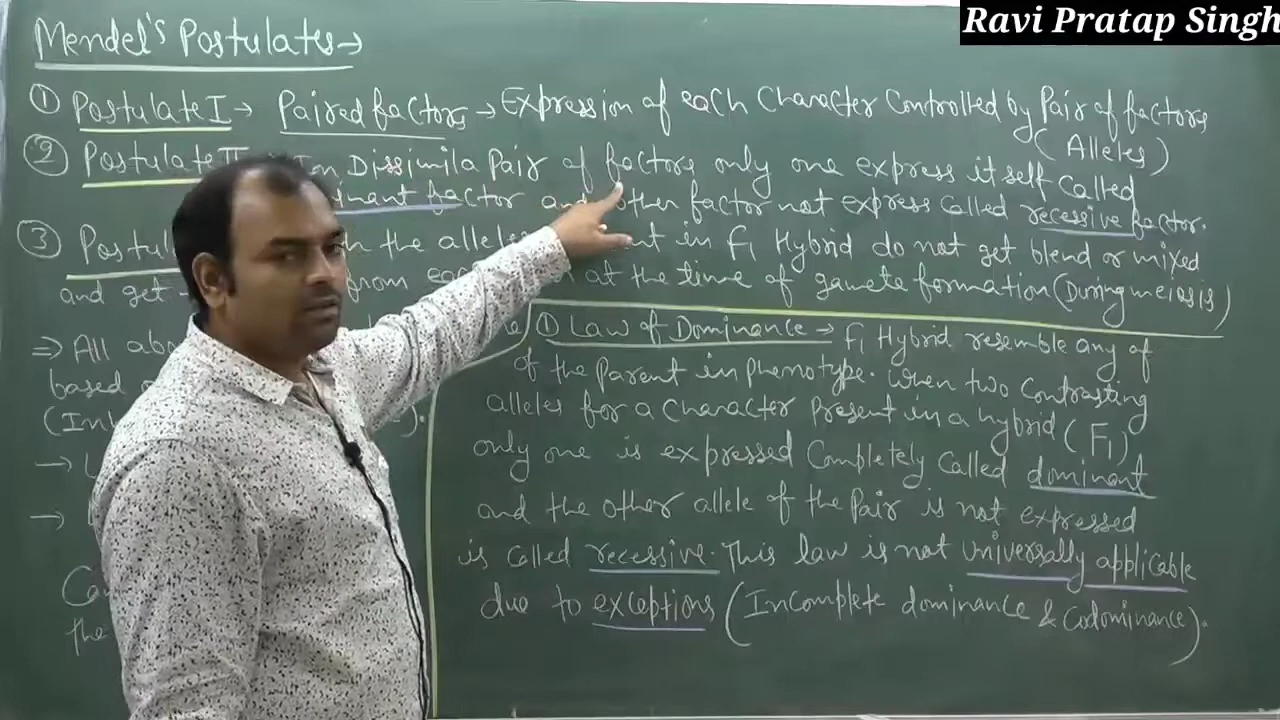 Ravi Pratap Singh
Mendel's Postulates →
① Postulate I → Paired factors → Expression of each Character Controlled by Pair of factors
(Alleles)
② Postulate II In Dissimila Pair of factors only one express it self Called
inant factor and other factor not express Called recessive factor.
③ Postul the alleles nt in F1 Hybrid do not get blend or mixed
and get from at the time of gamete formation (During meiosis)
⇒ All abo
based
(In ).
→
→
the
① Law of Dominance → F1 Hybrid resemble any of
of the Parent in Phenotype. When two Contrasting
alleles for a Character Present in a hybrid (F1)
only one is expressed Completely Called dominant
and the other allele of the Pair is not expressed
is Called recessive. This law is not universally applicable
due to exceptions (Incomplete dominance & Codominance).